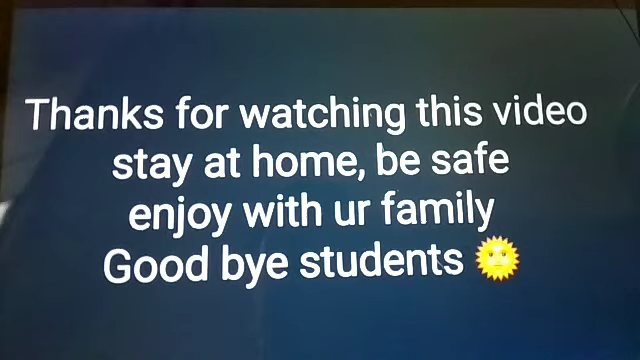 Thanks for watching this video
stay at home, be safe
enjoy with ur family
Good bye students 🌞